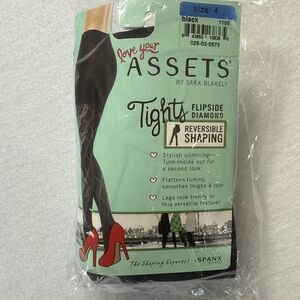 size: 4
black 1105
025-02-0573
love your
ASSETS
BY SARA BLAKELY
Tights
FLIPSIDE
DIAMOND
REVERSIBLE
SHAPING
Stylish slimming—
Turn inside out for
a second look
Flattens tummy,
smoothes thighs & rear
Legs look trendy in
this versatile texture!
The Shaping Experts!
SPANX